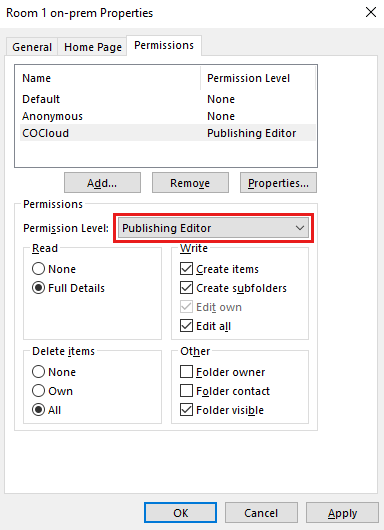 Room 1 on-prem Properties
General Home Page Permissions
Name Permission Level
Default None
Anonymous None
COCloud Publishing Editor
Add... Remove Properties...
Permissions
Permission Level: Publishing Editor
Read
None
Full Details
Write
Create items
Create subfolders
Edit own
Edit all
Delete items
None
Own
All
Other
Folder owner
Folder contact
Folder visible
OK Cancel Apply